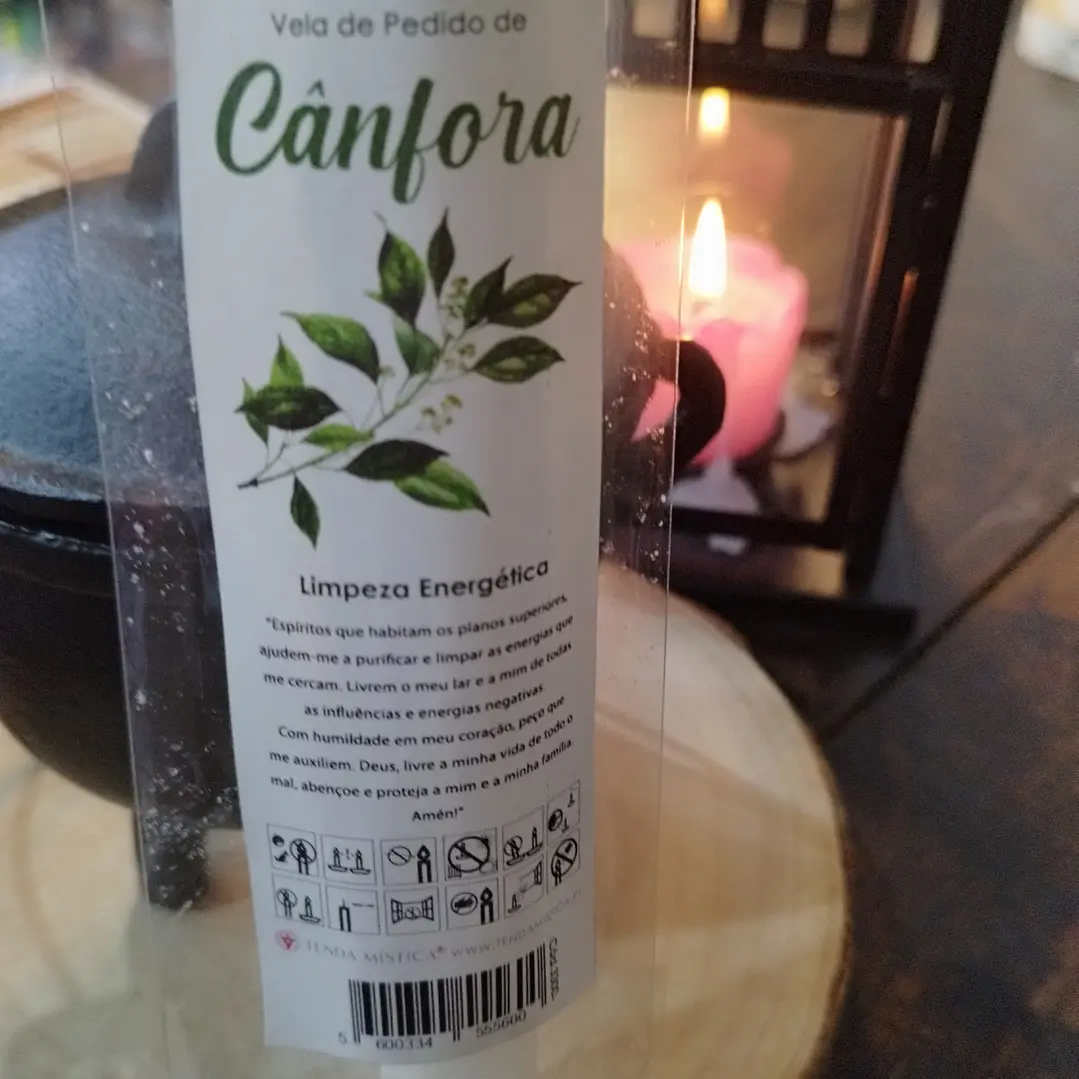 Vela de Pedido de
Cânfora
Limpeza Energética
"Espíritos que habitam os planos superiores,
ajudem-me a purificar e limpar as energias que
me cercam. Livrem o meu lar e a mim de todas
as influências e energias negativas.
Com humildade em meu coração, peço que
me auxiliem. Deus, livre a minha vida de todo o
mal, abençoe e proteja a mim e a minha família.
Amén!"
TENDA MÍSTICA® WWW.TENDAMISTICA.PT
5 600334 555600